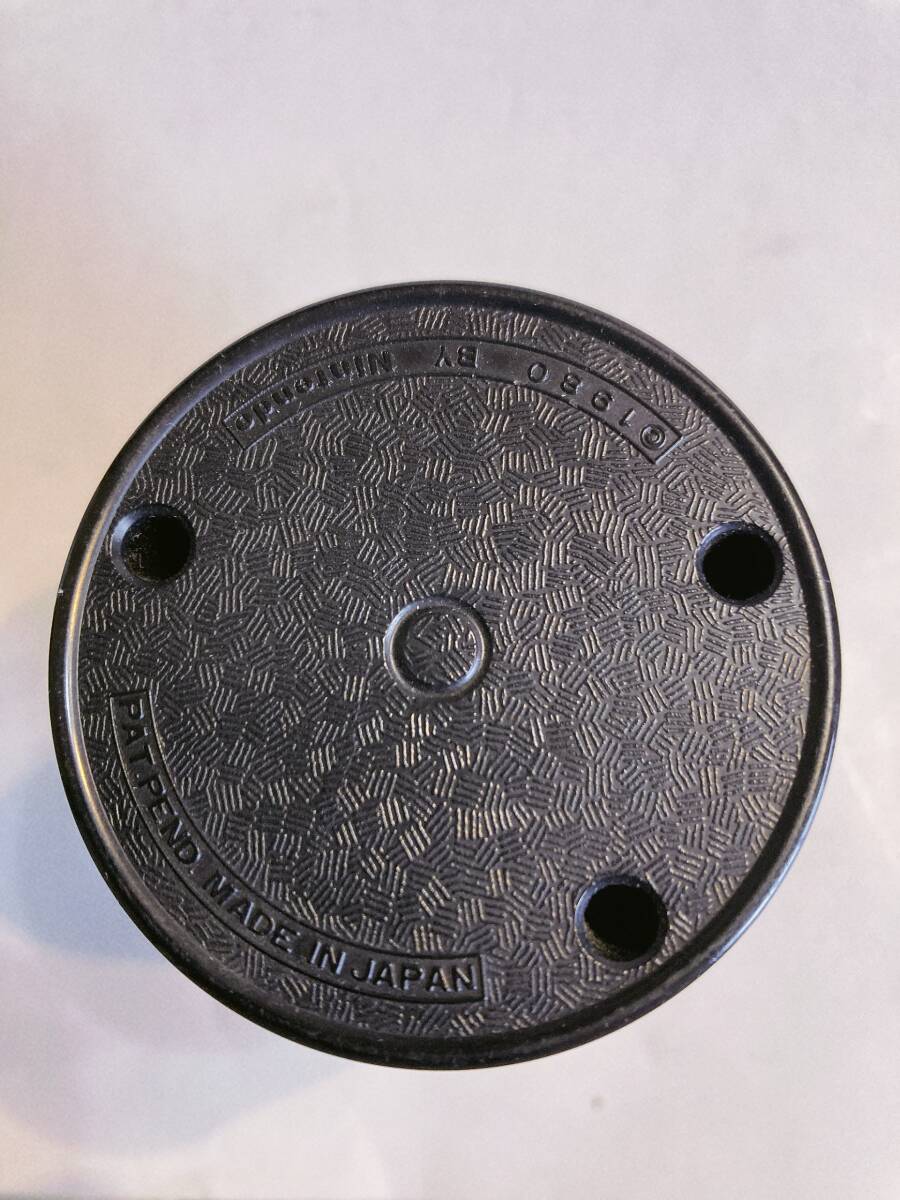 ©1980 BY Nintendo
PAT.PEND. MADE IN JAPAN